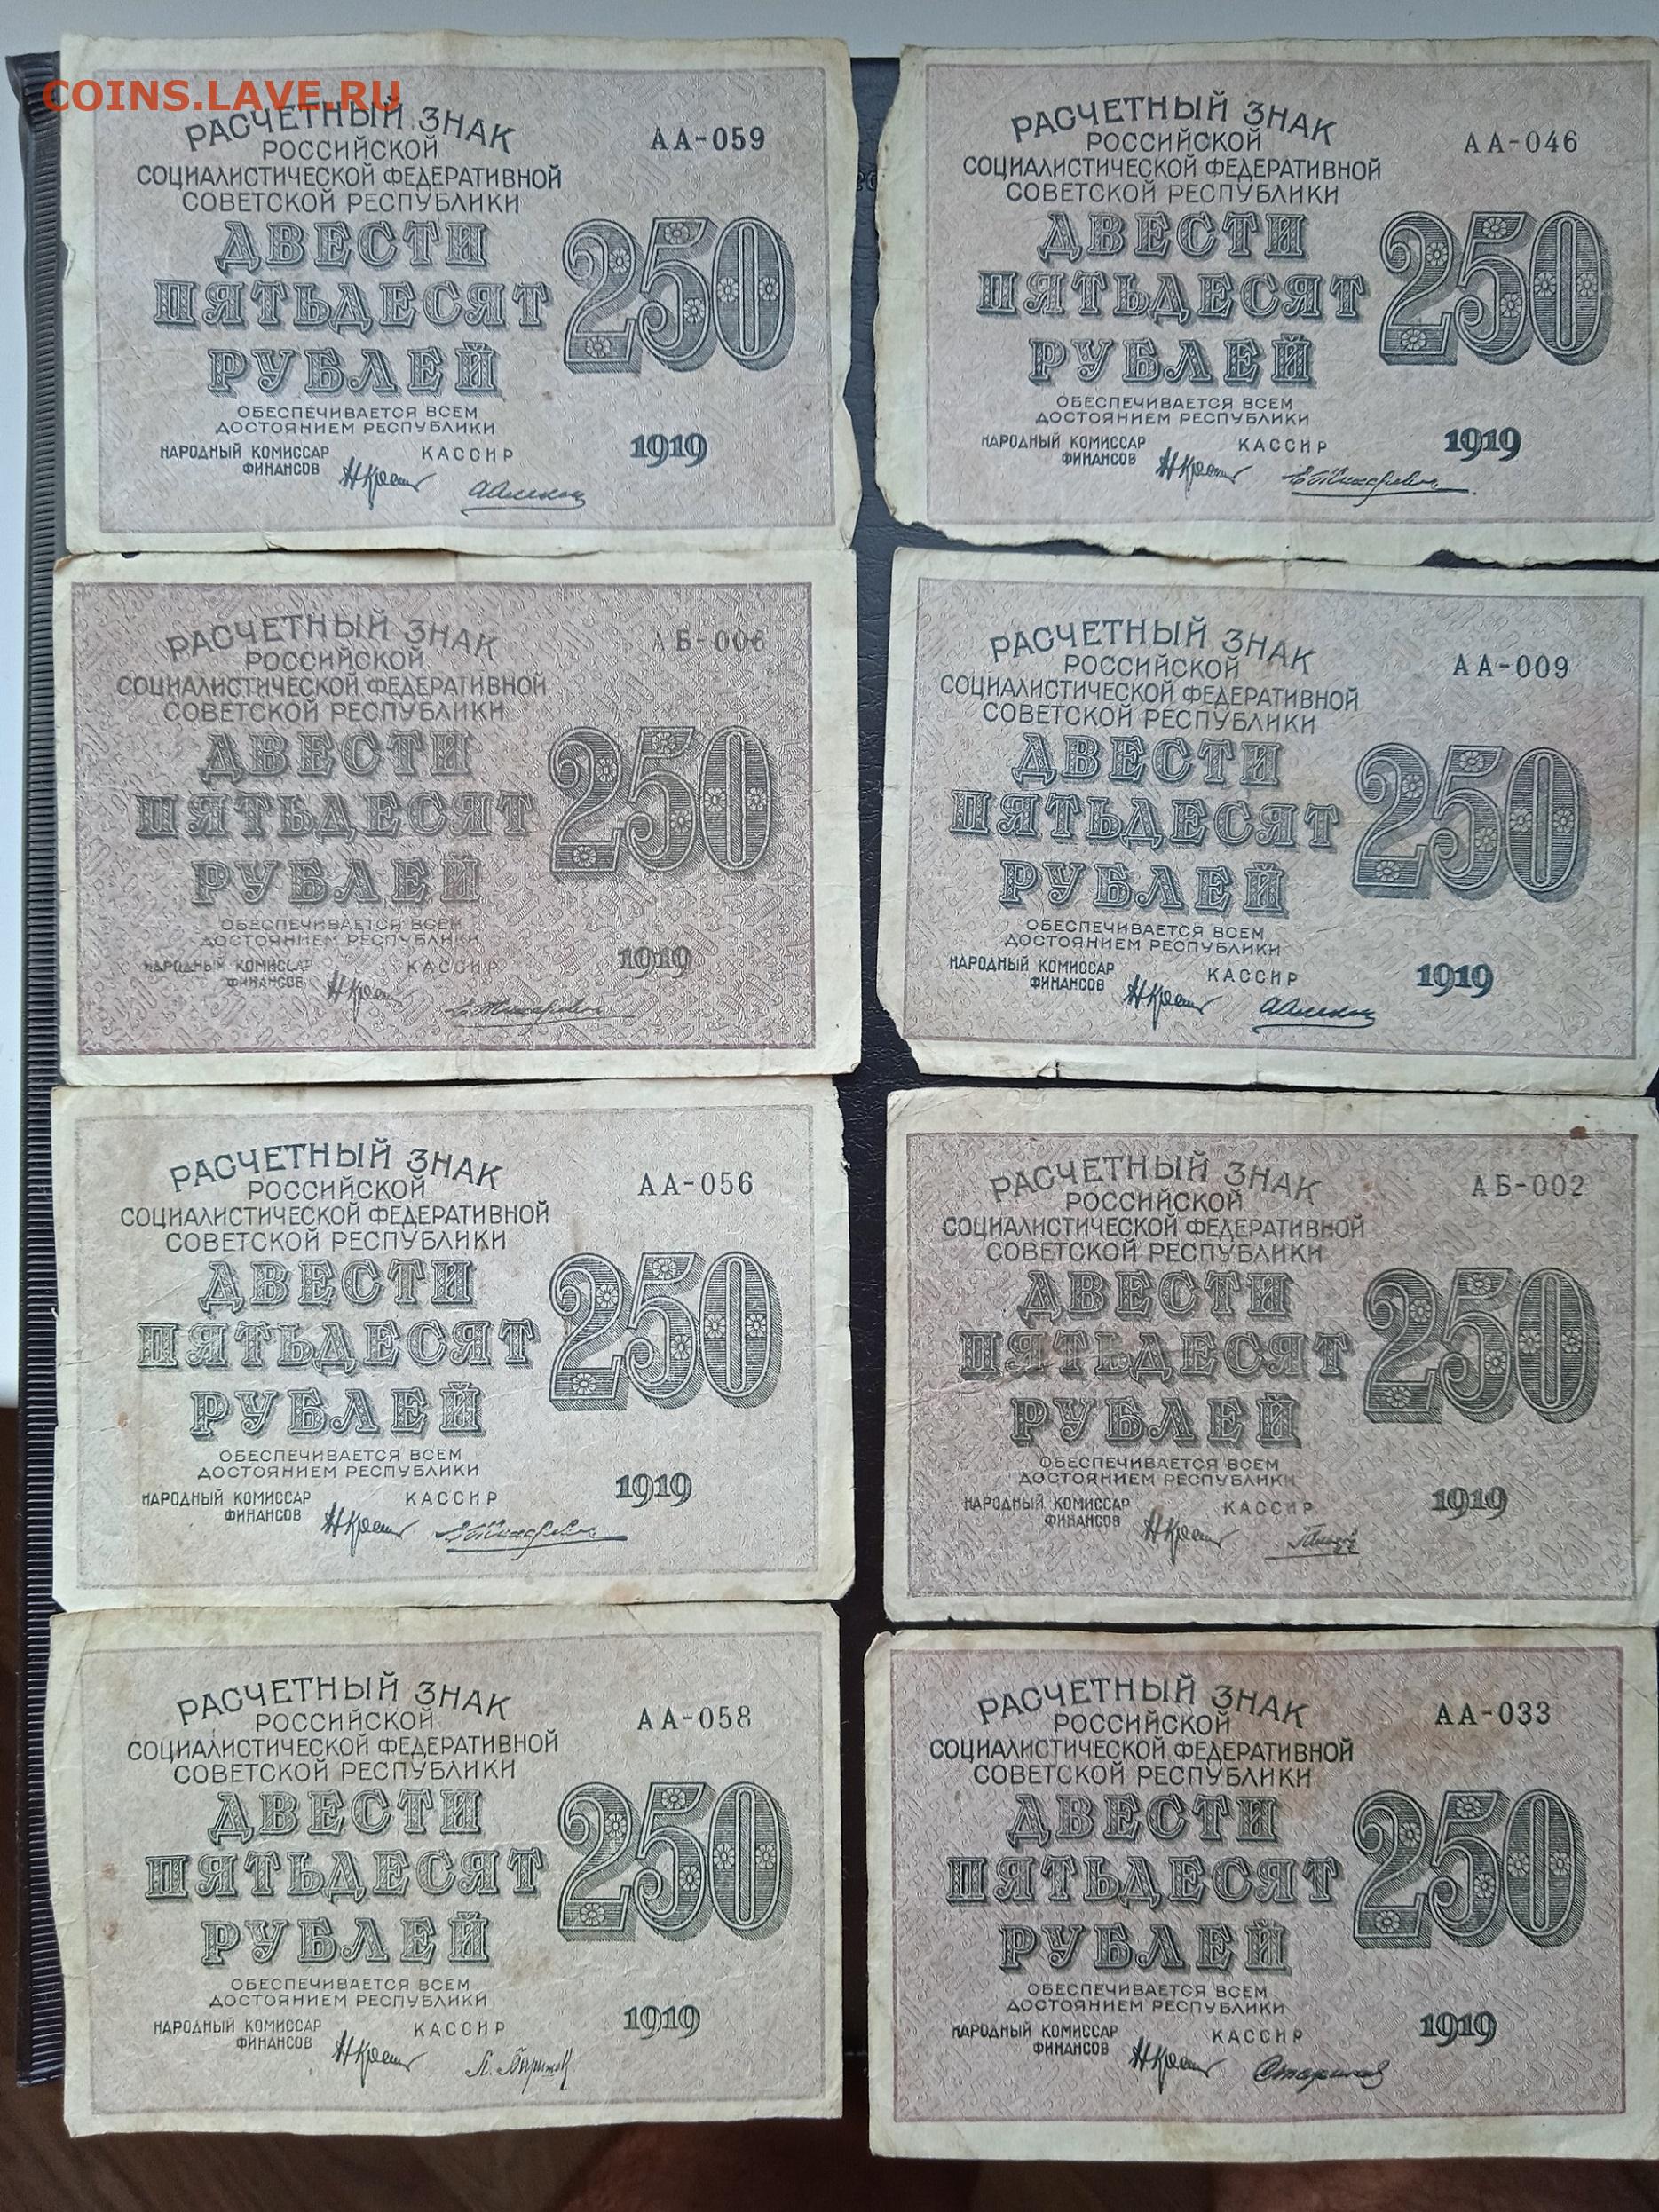 COINS.LAVE.RU
РАСЧЕТНЫЙ ЗНАК
РОССИЙСКОЙ
СОЦИАЛИСТИЧЕСКОЙ ФЕДЕРАТИВНОЙ
СОВЕТСКОЙ РЕСПУБЛИКИ
АА-059
ДВЕСТИ
ПЯТЬДЕСЯТ
РУБЛЕЙ
250
ОБЕСПЕЧИВАЕТСЯ ВСЕМ
ДОСТОЯНИЕМ РЕСПУБЛИКИ
НАРОДНЫЙ КОМИССАР
ФИНАНСОВ
КАССИР
1919
РАСЧЕТНЫЙ ЗНАК
РОССИЙСКОЙ
СОЦИАЛИСТИЧЕСКОЙ ФЕДЕРАТИВНОЙ
СОВЕТСКОЙ РЕСПУБЛИКИ
АА-046
ДВЕСТИ
ПЯТЬДЕСЯТ
РУБЛЕЙ
250
ОБЕСПЕЧИВАЕТСЯ ВСЕМ
ДОСТОЯНИЕМ РЕСПУБЛИКИ
НАРОДНЫЙ КОМИССАР
ФИНАНСОВ
КАССИР
1919
РАСЧЕТНЫЙ ЗНАК
РОССИЙСКОЙ
СОЦИАЛИСТИЧЕСКОЙ ФЕДЕРАТИВНОЙ
СОВЕТСКОЙ РЕСПУБЛИКИ
АБ-006
ДВЕСТИ
ПЯТЬДЕСЯТ
РУБЛЕЙ
250
ОБЕСПЕЧИВАЕТСЯ ВСЕМ
ДОСТОЯНИЕМ РЕСПУБЛИКИ
НАРОДНЫЙ КОМИССАР
ФИНАНСОВ
КАССИР
1919
РАСЧЕТНЫЙ ЗНАК
РОССИЙСКОЙ
СОЦИАЛИСТИЧЕСКОЙ ФЕДЕРАТИВНОЙ
СОВЕТСКОЙ РЕСПУБЛИКИ
АА-009
ДВЕСТИ
ПЯТЬДЕСЯТ
РУБЛЕЙ
250
ОБЕСПЕЧИВАЕТСЯ ВСЕМ
ДОСТОЯНИЕМ РЕСПУБЛИКИ
НАРОДНЫЙ КОМИССАР
ФИНАНСОВ
КАССИР
1919
РАСЧЕТНЫЙ ЗНАК
РОССИЙСКОЙ
СОЦИАЛИСТИЧЕСКОЙ ФЕДЕРАТИВНОЙ
СОВЕТСКОЙ РЕСПУБЛИКИ
АА-056
ДВЕСТИ
ПЯТЬДЕСЯТ
РУБЛЕЙ
250
ОБЕСПЕЧИВАЕТСЯ ВСЕМ
ДОСТОЯНИЕМ РЕСПУБЛИКИ
НАРОДНЫЙ КОМИССАР
ФИНАНСОВ
КАССИР
1919
РАСЧЕТНЫЙ ЗНАК
РОССИЙСКОЙ
СОЦИАЛИСТИЧЕСКОЙ ФЕДЕРАТИВНОЙ
СОВЕТСКОЙ РЕСПУБЛИКИ
АБ-002
ДВЕСТИ
ПЯТЬДЕСЯТ
РУБЛЕЙ
250
ОБЕСПЕЧИВАЕТСЯ ВСЕМ
ДОСТОЯНИЕМ РЕСПУБЛИКИ
НАРОДНЫЙ КОМИССАР
ФИНАНСОВ
КАССИР
1919
РАСЧЕТНЫЙ ЗНАК
РОССИЙСКОЙ
СОЦИАЛИСТИЧЕСКОЙ ФЕДЕРАТИВНОЙ
СОВЕТСКОЙ РЕСПУБЛИКИ
АА-058
ДВЕСТИ
ПЯТЬДЕСЯТ
РУБЛЕЙ
250
ОБЕСПЕЧИВАЕТСЯ ВСЕМ
ДОСТОЯНИЕМ РЕСПУБЛИКИ
НАРОДНЫЙ КОМИССАР
ФИНАНСОВ
КАССИР
1919
РАСЧЕТНЫЙ ЗНАК
РОССИЙСКОЙ
СОЦИАЛИСТИЧЕСКОЙ ФЕДЕРАТИВНОЙ
СОВЕТСКОЙ РЕСПУБЛИКИ
АА-033
ДВЕСТИ
ПЯТЬДЕСЯТ
РУБЛЕЙ
250
ОБЕСПЕЧИВАЕТСЯ ВСЕМ
ДОСТОЯНИЕМ РЕСПУБЛИКИ
НАРОДНЫЙ КОМИССАР
ФИНАНСОВ
КАССИР
1919